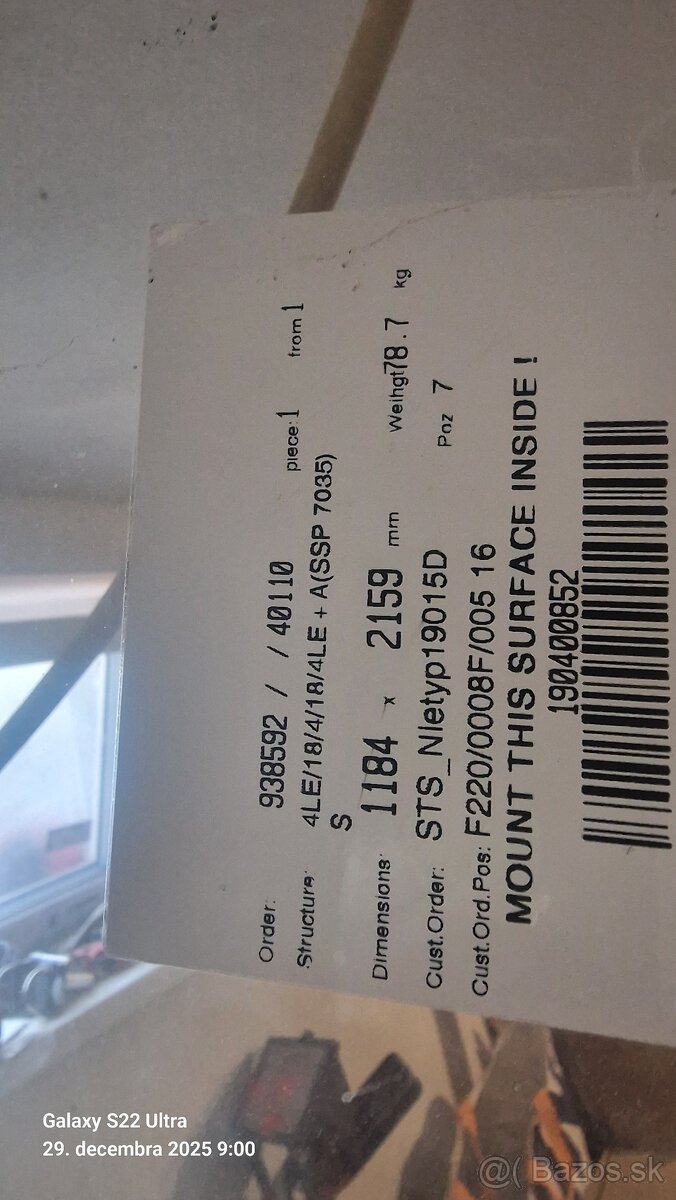 Order: 938592 / / 40110 piece: 1 from 1
Structure: 4LE/18/4/18/4LE + A(SSP 7035)
S
Dimensions: 1184 x 2159 mm Weihgt 78.7 kg
Cust.Order: STS_Nletyp19015D Poz 7
Cust.Ord.Pos: F220/0008F/005 16
MOUNT THIS SURFACE INSIDE !
190400852
Galaxy S22 Ultra
29. decembra 2025 9:00
@( Bazos.sk